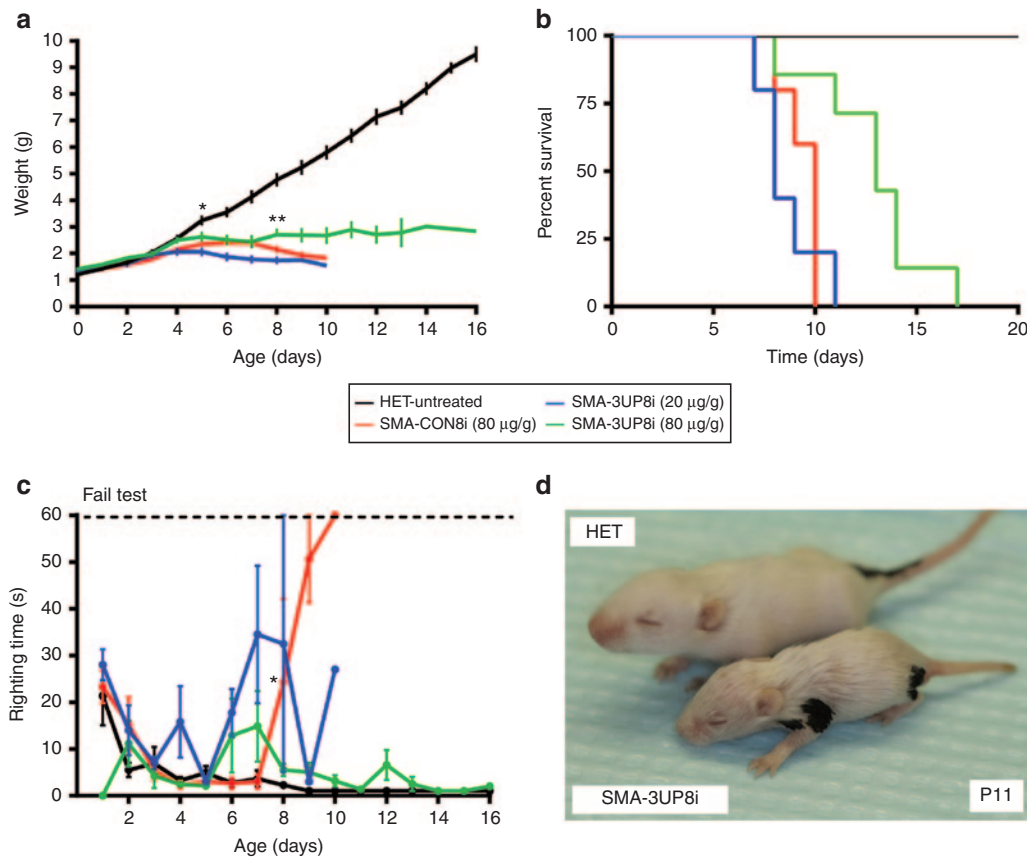 a
10
9
8
7
6
5
4
3
2
1
0
Weight (g)
*
**
0 2 4 6 8 10 12 14 16
Age (days)
b
100
75
50
25
0
Percent survival
0 5 10 15 20
Time (days)
HET-untreated
SMA-CON8i (80 μg/g)
SMA-3UP8i (20 μg/g)
SMA-3UP8i (80 μg/g)
c
Fail test
60
50
40
30
20
10
0
Righting time (s)
*
2 4 6 8 10 12 14 16
Age (days)
d
HET
SMA-3UP8i
P11